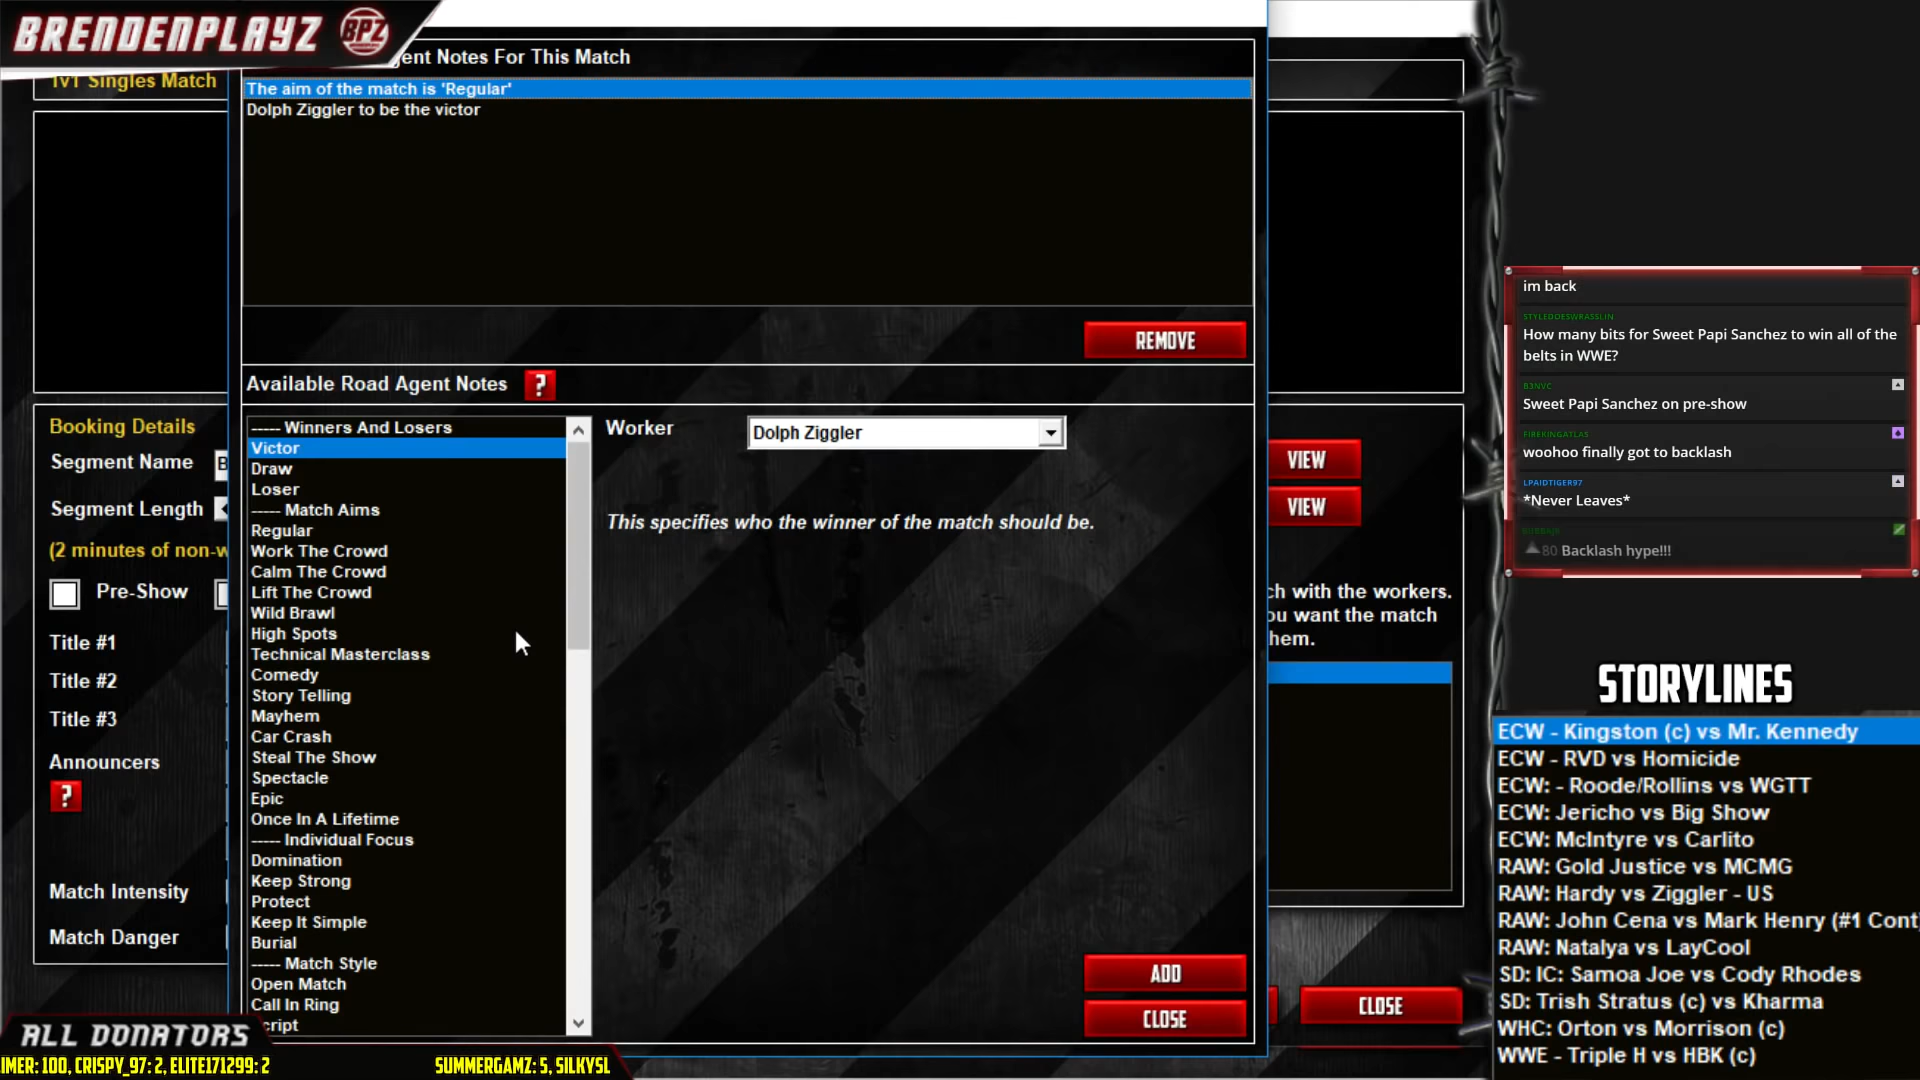 BRENDENPLAYZ
BPZ
1v1 Singles Match
ent Notes For This Match
The aim of the match is 'Regular'
Dolph Ziggler to be the victor
REMOVE
Available Road Agent Notes
?
----- Winners And Losers
Victor
Draw
Loser
----- Match Aims
Regular
Work The Crowd
Calm The Crowd
Lift The Crowd
Wild Brawl
High Spots
Technical Masterclass
Comedy
Story Telling
Mayhem
Car Crash
Steal The Show
Spectacle
Epic
Once In A Lifetime
----- Individual Focus
Domination
Keep Strong
Protect
Keep It Simple
Burial
----- Match Style
Open Match
Call In Ring
cript
Worker
Dolph Ziggler
This specifies who the winner of the match should be.
ADD
CLOSE
Booking Details
Segment Name
B
Segment Length
(2 minutes of non-w
Pre-Show
Title #1
Title #2
Title #3
Announcers
?
Match Intensity
Match Danger
VIEW
VIEW
ch with the workers.
ou want the match
hem.
CLOSE
im back
STYLEDOESWRASSLIN
How many bits for Sweet Papi Sanchez to win all of the
belts in WWE?
B3NVC
Sweet Papi Sanchez on pre-show
FIREKINGATLAS
woohoo finally got to backlash
LPAIDTIGER97
*Never Leaves*
80 Backlash hype!!!
STORYLINES
ECW - Kingston (c) vs Mr. Kennedy
ECW - RVD vs Homicide
ECW: - Roode/Rollins vs WGTT
ECW: Jericho vs Big Show
ECW: McIntyre vs Carlito
RAW: Gold Justice vs MCMG
RAW: Hardy vs Ziggler - US
RAW: John Cena vs Mark Henry (#1 Cont
RAW: Natalya vs LayCool
SD: IC: Samoa Joe vs Cody Rhodes
SD: Trish Stratus (c) vs Kharma
WHC: Orton vs Morrison (c)
WWE - Triple H vs HBK (c)
ALL DONATORS
IMER: 100, CRISPY_97: 2, ELITE171299: 2
SUMMERGAMZ: 5, SILKYSL